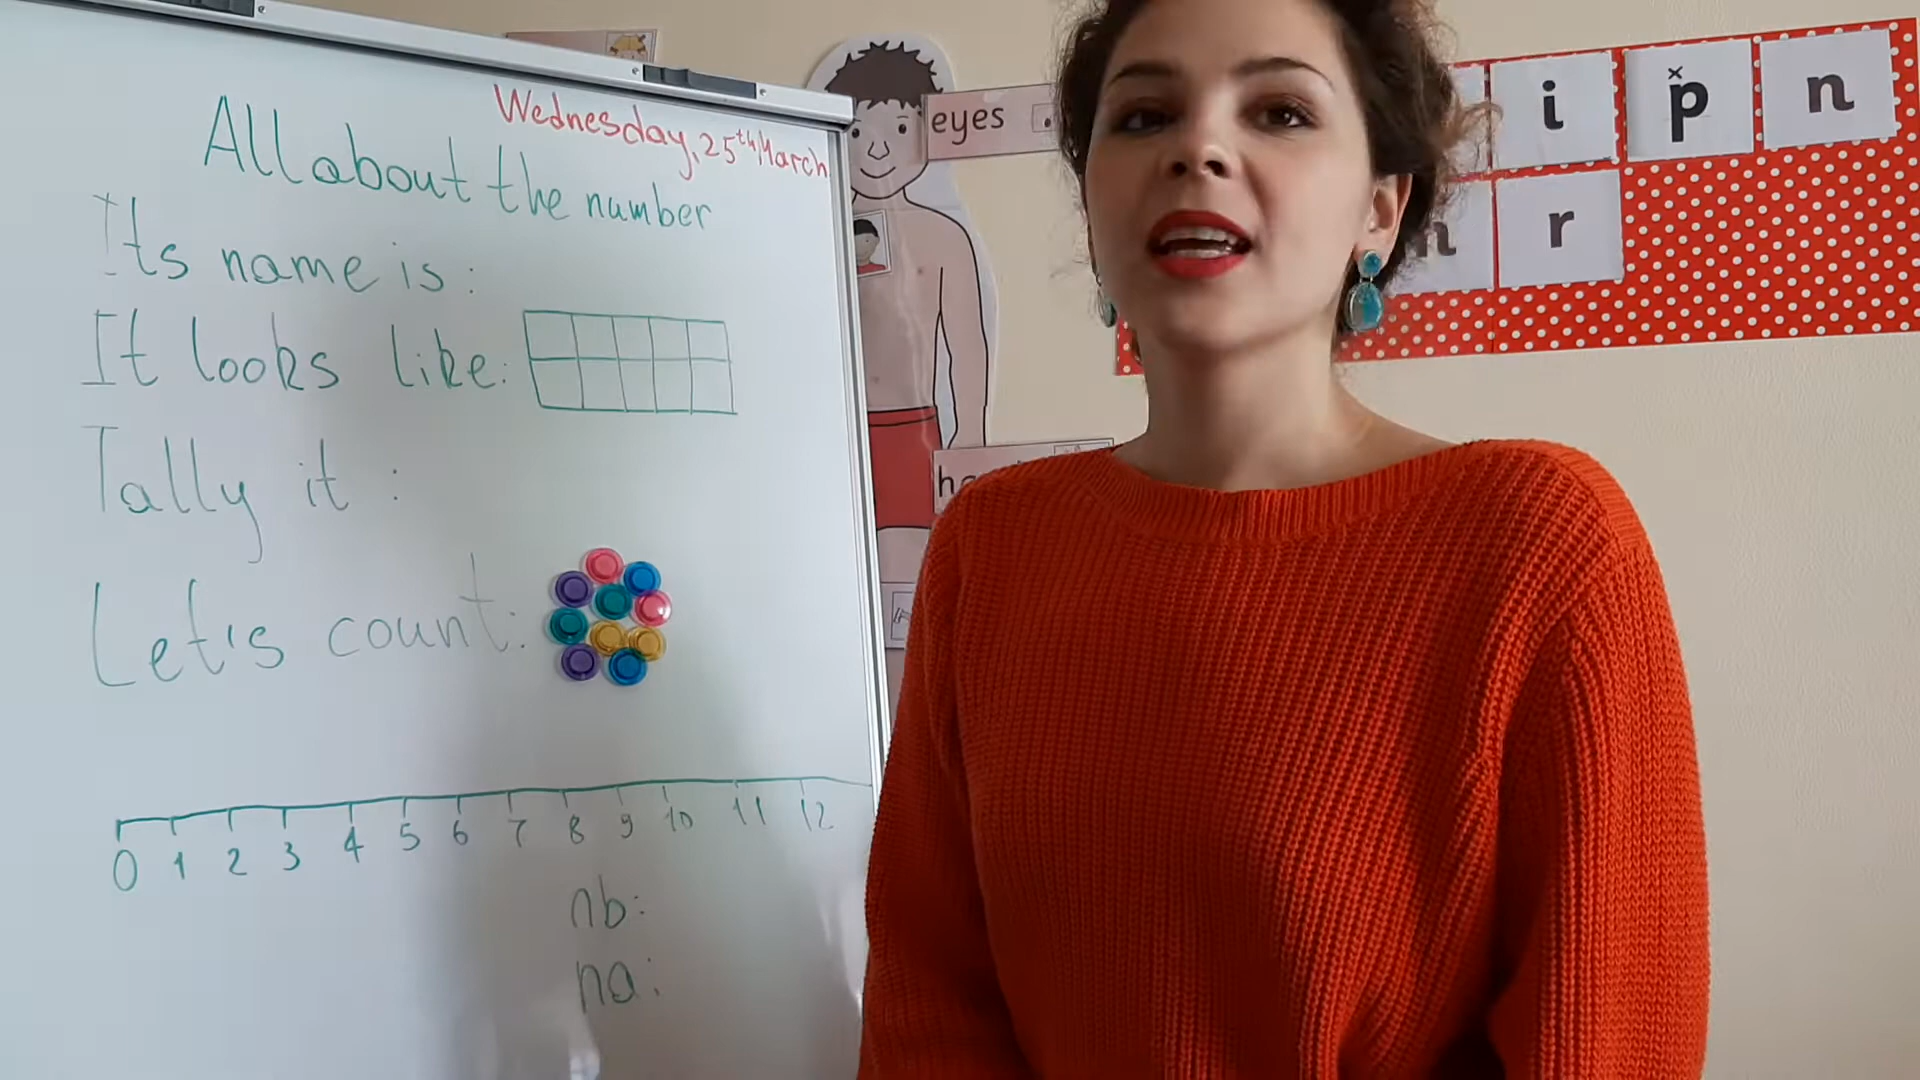 Wednesday, 25th March
All about the number
Its name is:
It looks like:
Tally it :
Let's count:
0 1 2 3 4 5 6 7 8 9 10 11 12
nb:
na:
eyes
i p n
r